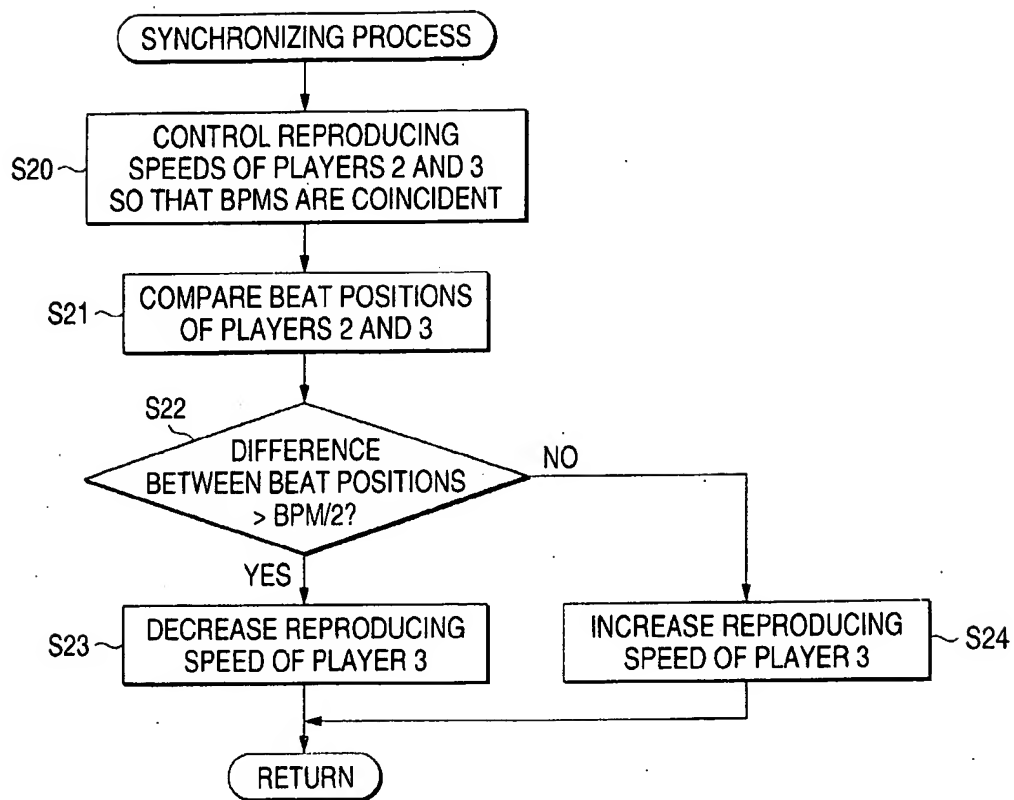 SYNCHRONIZING PROCESS
S20
CONTROL REPRODUCING
SPEEDS OF PLAYERS 2 AND 3
SO THAT BPMS ARE COINCIDENT
S21
COMPARE BEAT POSITIONS
OF PLAYERS 2 AND 3
S22
DIFFERENCE
BETWEEN BEAT POSITIONS
> BPM/2?
NO
YES
S23
DECREASE REPRODUCING
SPEED OF PLAYER 3
INCREASE REPRODUCING
SPEED OF PLAYER 3
S24
RETURN